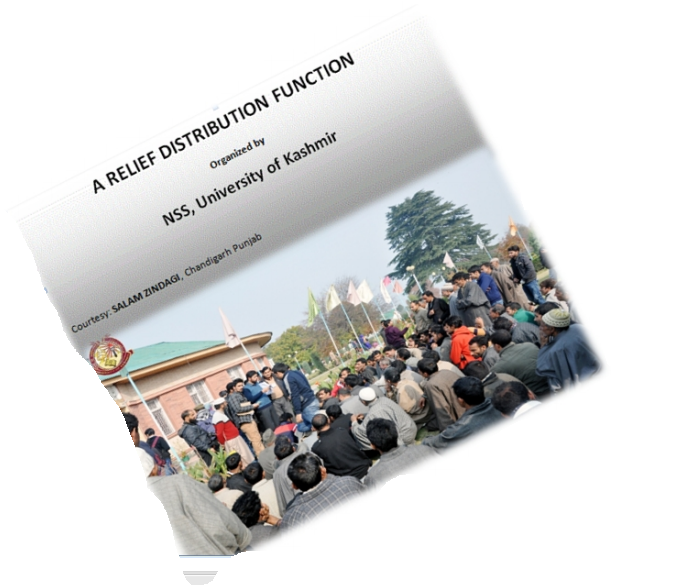 A RELIEF DISTRIBUTION FUNCTION
Organized by
NSS, University of Kashmir
Courtesy: SALAM ZINDAGI, Chandigarh Punjab